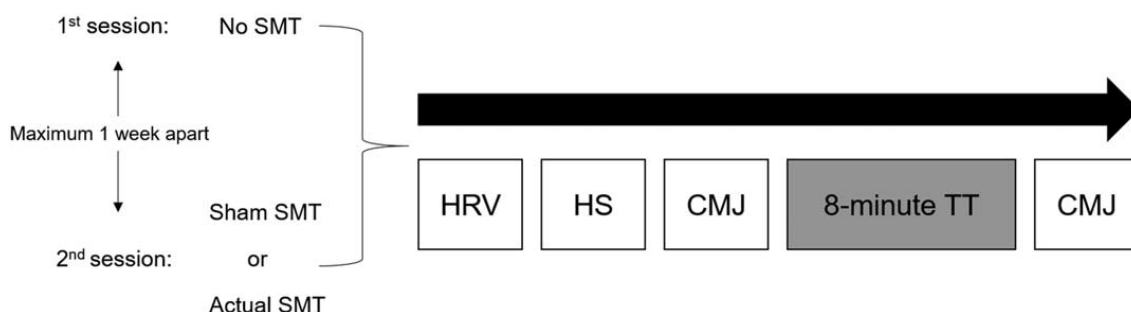 1st session: No SMT
Maximum 1 week apart
Sham SMT
2nd session: or
Actual SMT
HRV HS CMJ 8-minute TT CMJ